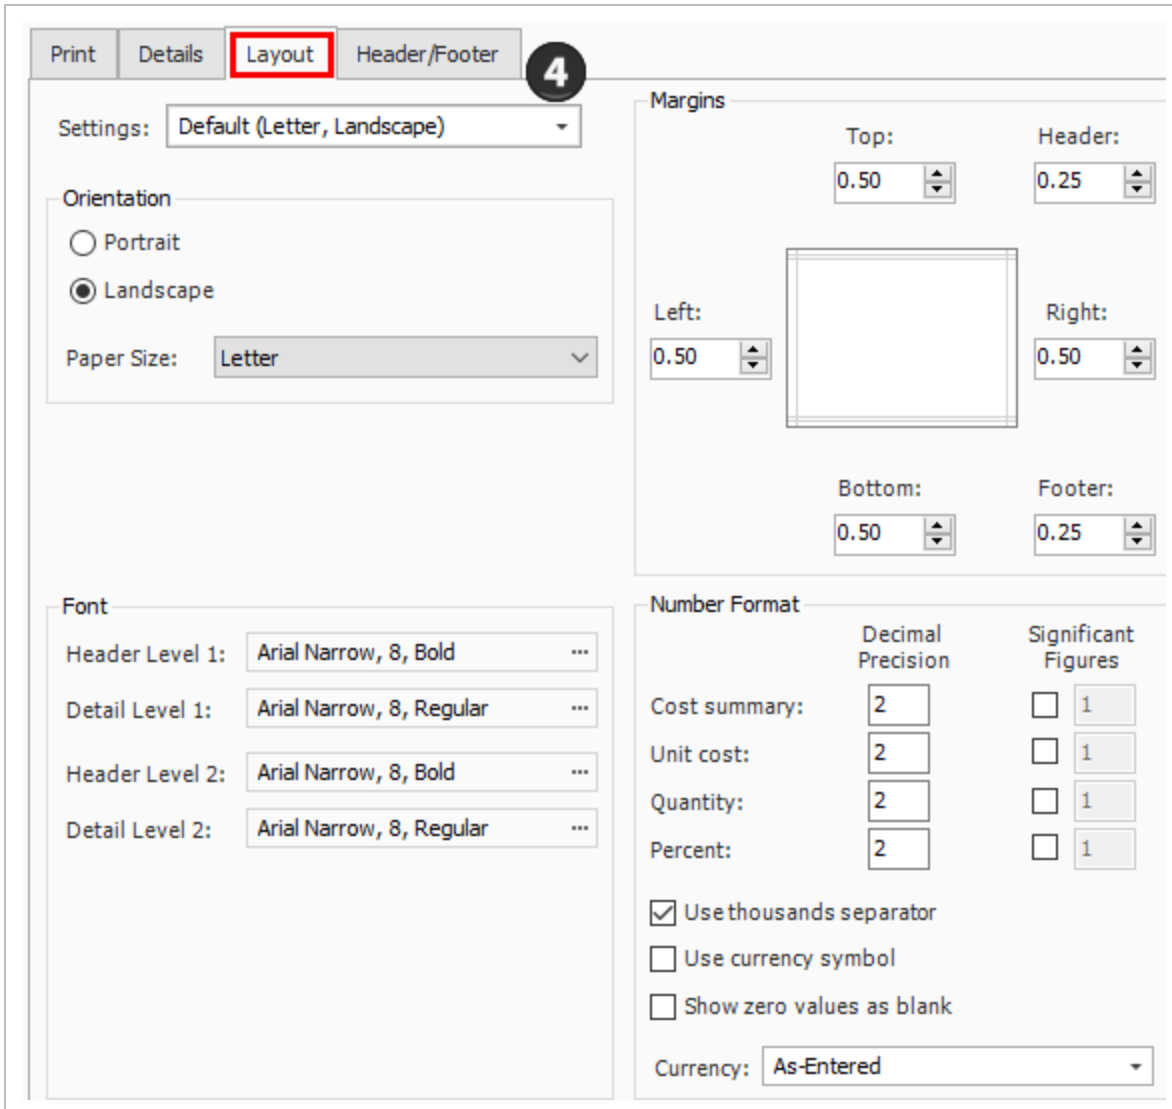 Print Details Layout Header/Footer
4
Settings: Default (Letter, Landscape)
Orientation
Portrait
Landscape
Paper Size: Letter
Margins
Top: Header:
0.50 0.25
Left: Right:
0.50 0.50
Bottom: Footer:
0.50 0.25
Font
Header Level 1: Arial Narrow, 8, Bold ...
Detail Level 1: Arial Narrow, 8, Regular ...
Header Level 2: Arial Narrow, 8, Bold ...
Detail Level 2: Arial Narrow, 8, Regular ...
Number Format
Decimal Significant
Precision Figures
Cost summary: 2 1
Unit cost: 2 1
Quantity: 2 1
Percent: 2 1
Use thousands separator
Use currency symbol
Show zero values as blank
Currency: As-Entered